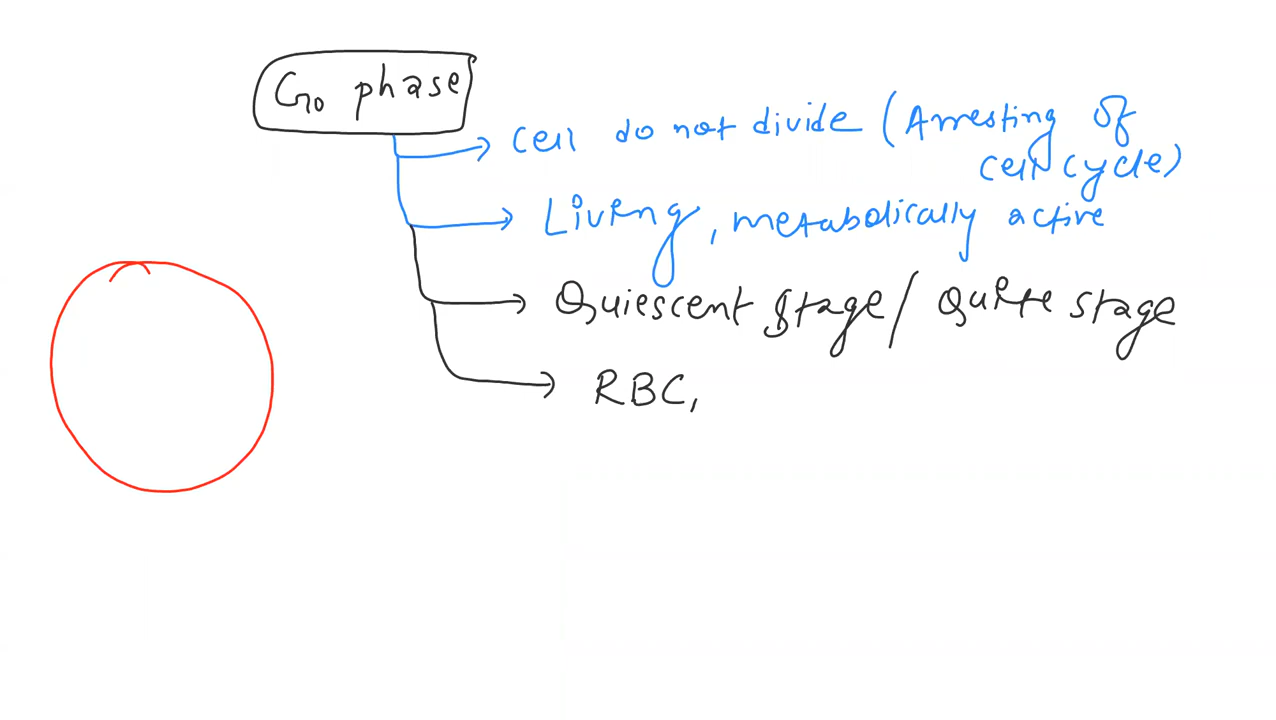 G0 phase
cell do not divide (Arresting of
cell cycle)
Living, metabolically active
Quiescent stage/ Quite stage
RBC,